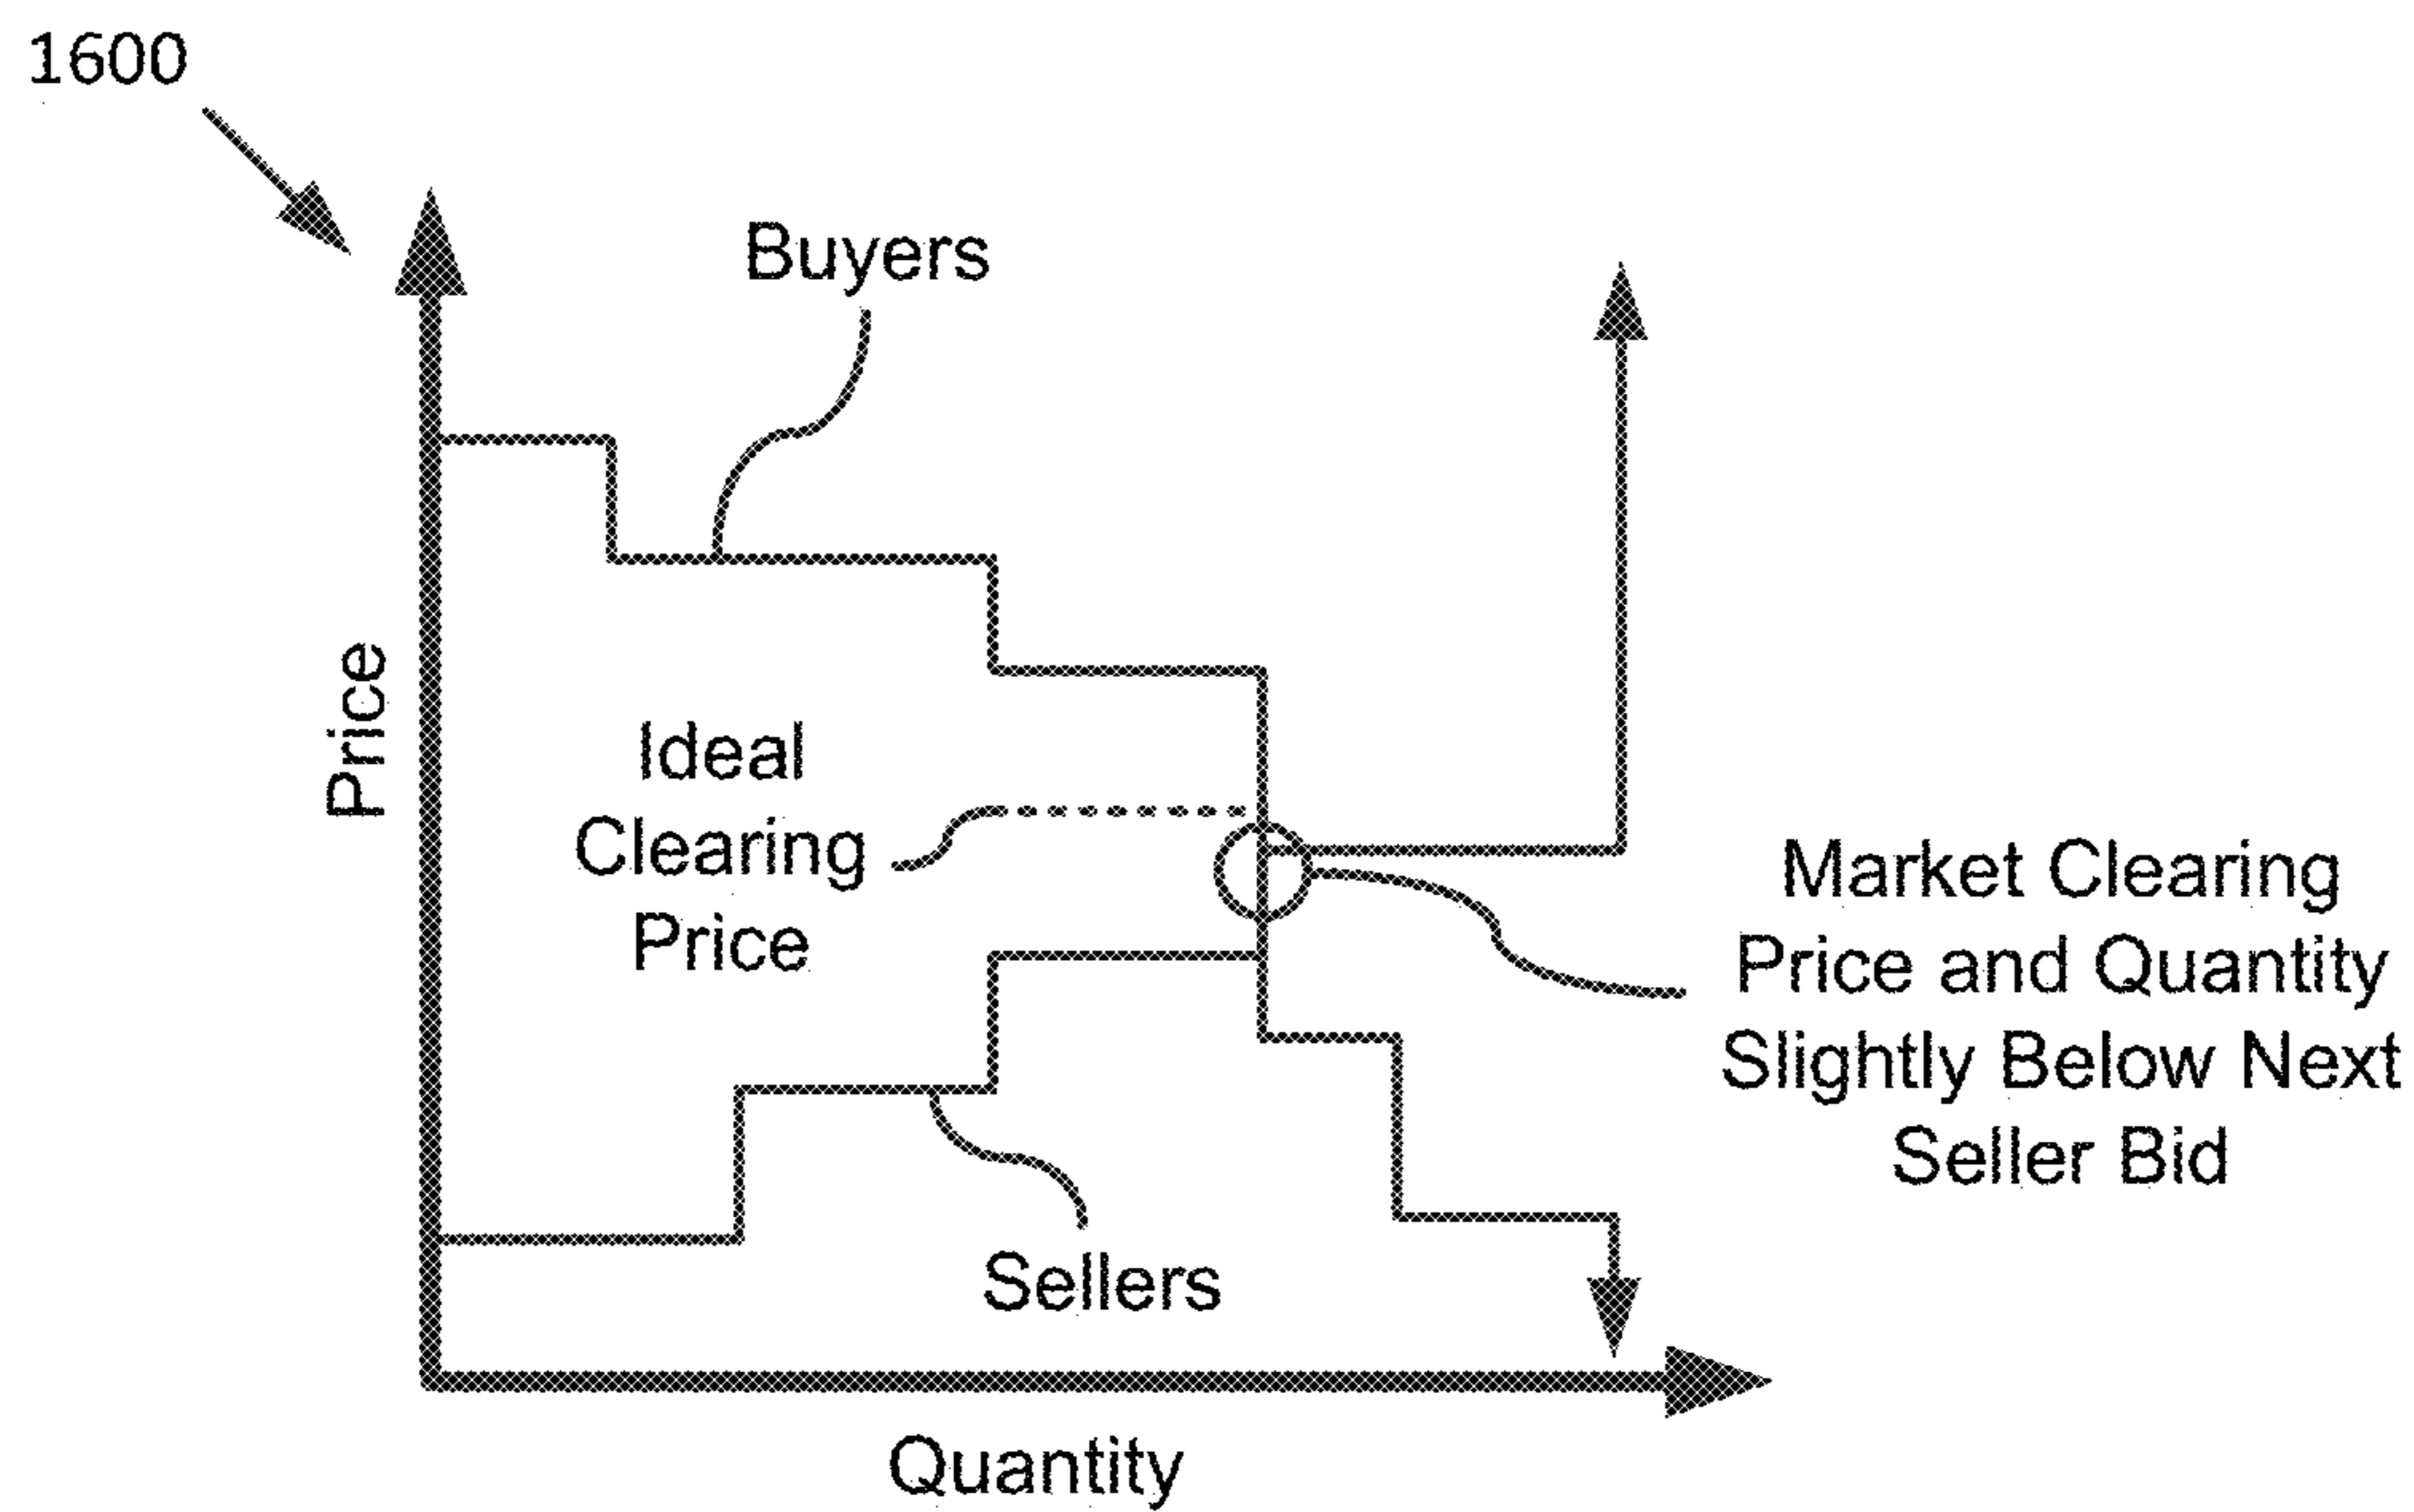 1600
Buyers
Price
Ideal
Clearing
Price
Market Clearing
Price and Quantity
Slightly Below Next
Seller Bid
Sellers
Quantity